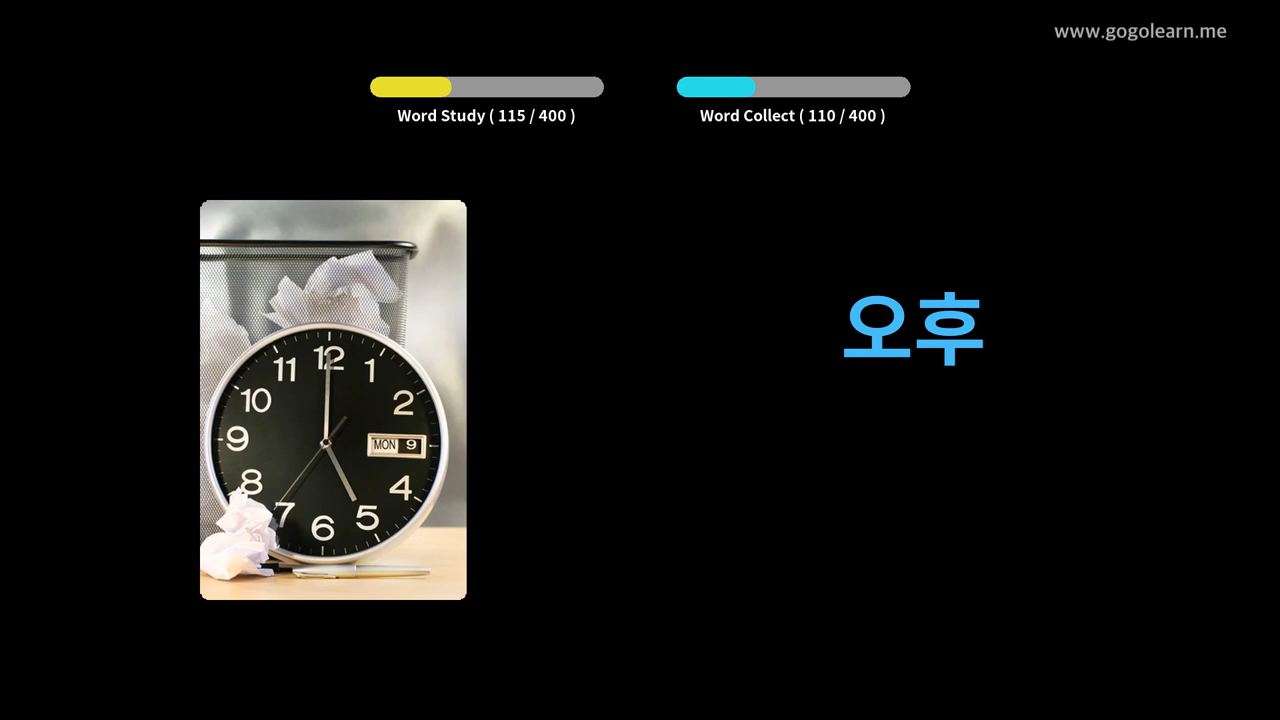 www.gogolearn.me
Word Study ( 115 / 400 )
Word Collect ( 110 / 400 )
오후
12
11
1
10
2
9
MON 9
8
4
7
5
6